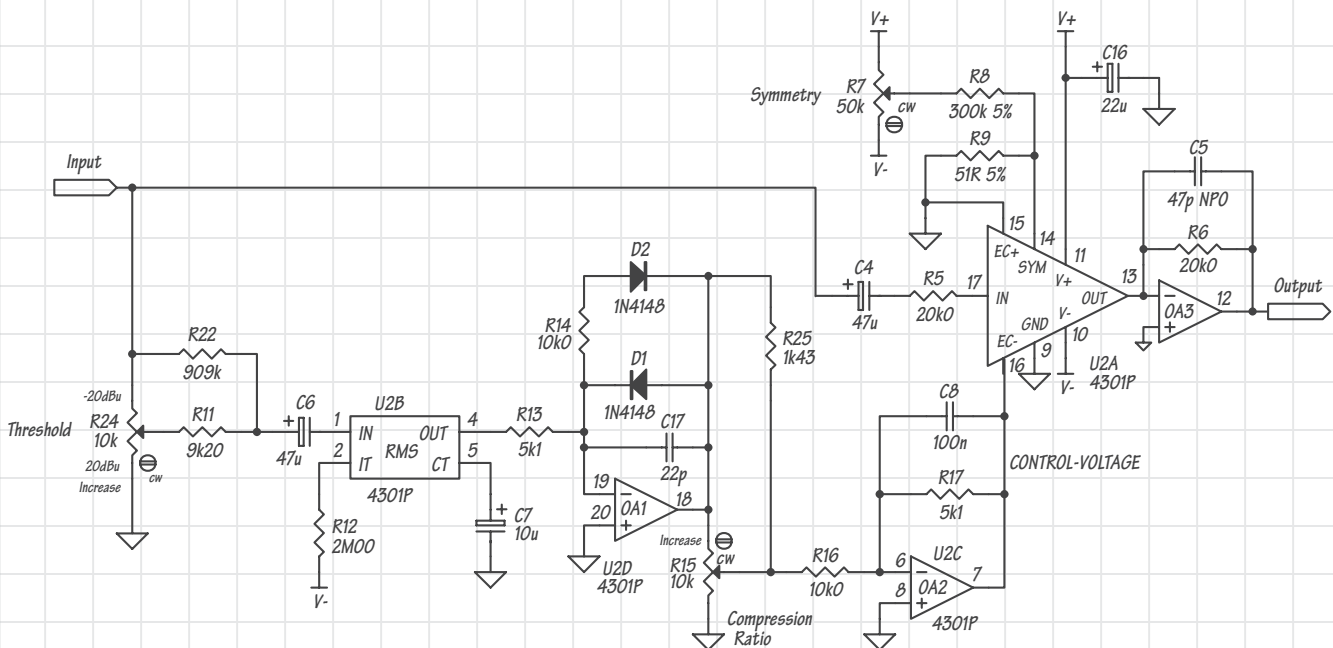 V+
V+
C16
+
22u
R7
50k
Symmetry
cw
R8
300k 5%
V-
R9
51R 5%
C5
47p NPO
Input
15
EC+
14
SYM
11
V+
R6
20k0
C4
+
47u
R5
20k0
17
IN
OUT
13
V-
10
GND
9
EC-
16
V-
U2A
4301P
-
+
OA3
12
Output
D2
1N4148
R14
10k0
R25
1k43
D1
1N4148
R22
909k
-20dBu
R24
10k
Threshold
20dBu
Increase
cw
R11
9k20
C6
+
47u
U2B
1
IN
OUT
4
2
IT
RMS
CT
5
4301P
R13
5k1
C17
22p
R12
2M00
V-
+
C7
10u
19
-
20
+
OA1
18
U2D
4301P
Increase
cw
R15
10k
Compression
Ratio
R16
10k0
C8
100n
CONTROL-VOLTAGE
R17
5k1
6
-
8
+
OA2
U2C
7
4301P